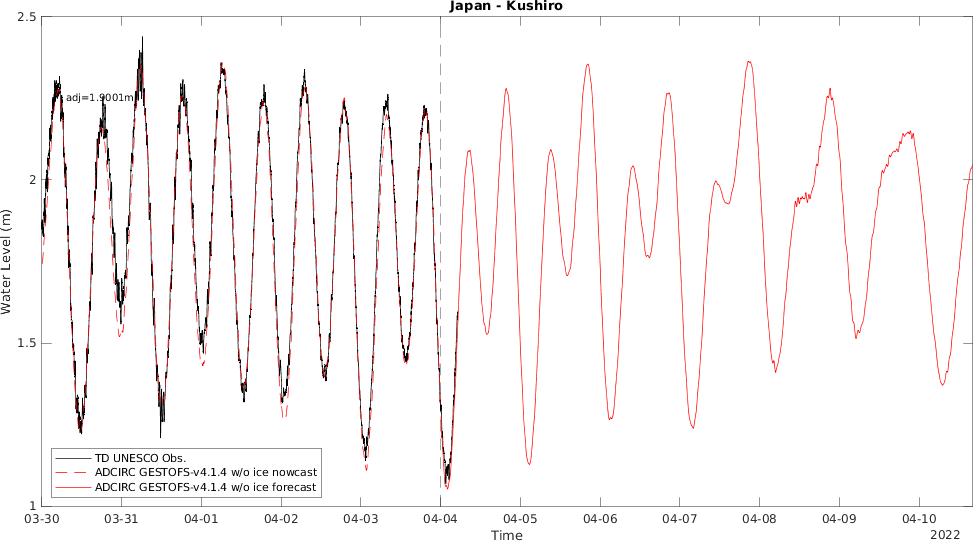 Japan - Kushiro
2.5
adj=1.9001m
2
Water Level (m)
1.5
TD UNESCO Obs.
ADCIRC GESTOFS-v4.1.4 w/o ice nowcast
ADCIRC GESTOFS-v4.1.4 w/o ice forecast
1
03-30 03-31 04-01 04-02 04-03 04-04 04-05 04-06 04-07 04-08 04-09 04-10
Time
2022